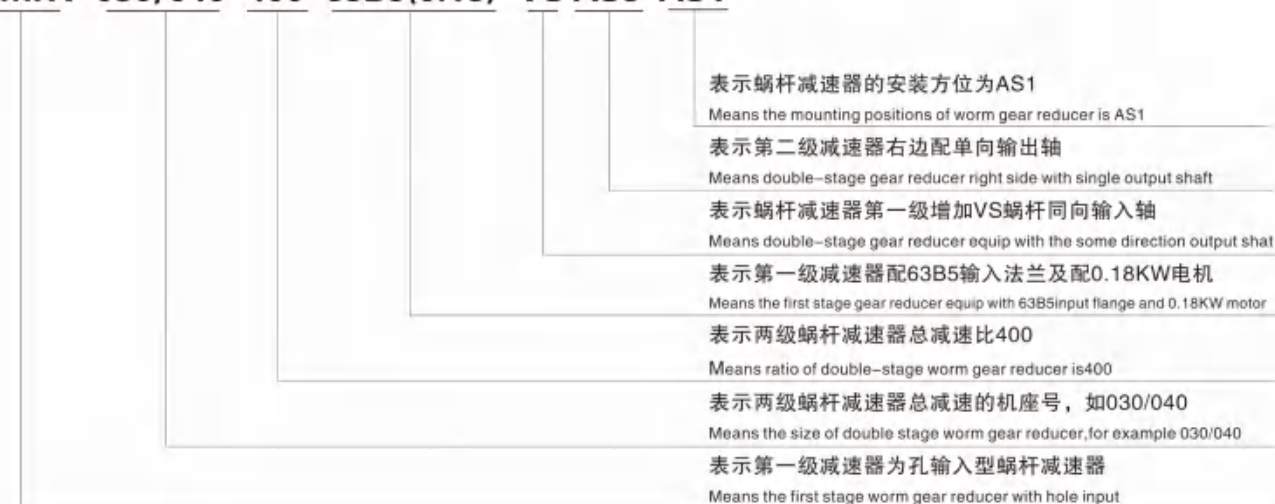 表示蜗杆减速器的安装方位为AS1
Means the mounting positions of worm gear reducer is AS1
表示第二级减速器右边配单向输出轴
Means double-stage gear reducer right side with single output shaft
表示蜗杆减速器第一级增加VS蜗杆同向输入轴
Means double-stage gear reducer equip with the some direction output shat
表示第一级减速器配63B5输入法兰及配0.18KW电机
Means the first stage gear reducer equip with 63B5input flange and 0.18KW motor
表示两级蜗杆减速器总减速比400
Means ratio of double-stage worm gear reducer is400
表示两级蜗杆减速器总减速的机座号，如030/040
Means the size of double stage worm gear reducer,for example 030/040
表示第一级减速器为孔输入型蜗杆减速器
Means the first stage worm gear reducer with hole input